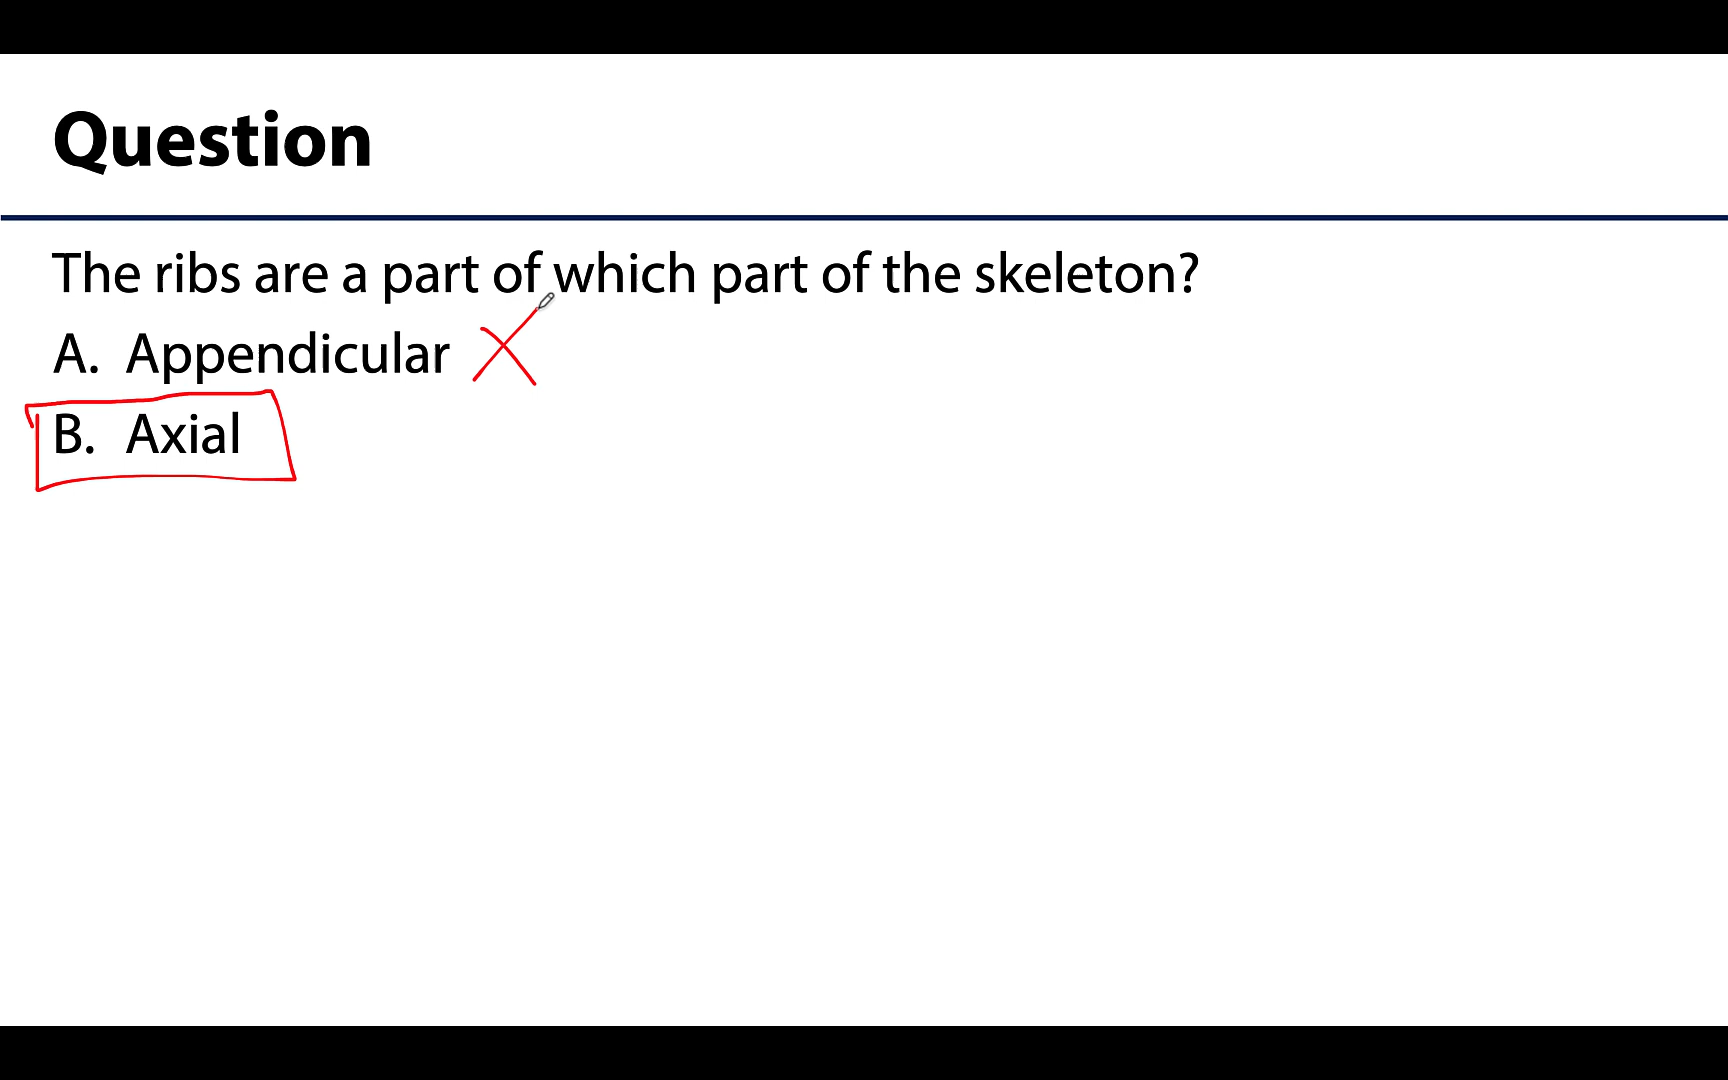 Question
The ribs are a part of which part of the skeleton?
A. Appendicular
B. Axial